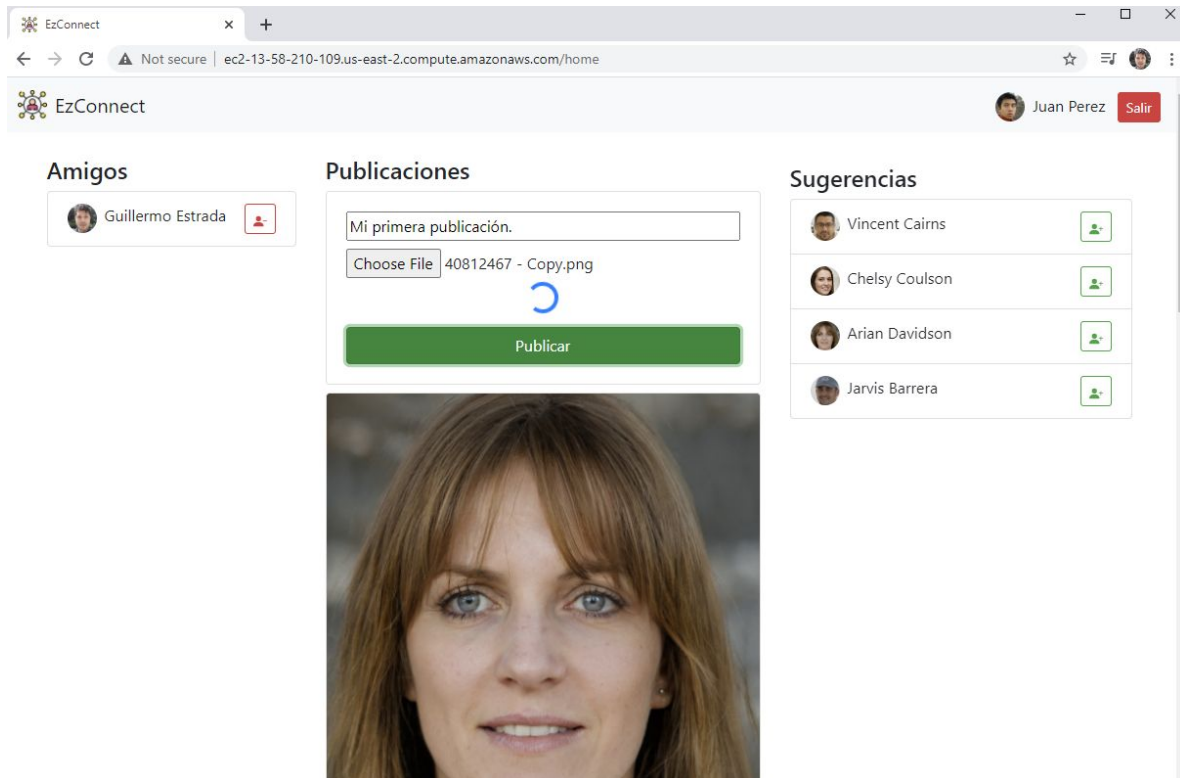 EzConnect
Not secure | ec2-13-58-210-109.us-east-2.compute.amazonaws.com/home
EzConnect
Juan Perez
Salir
Amigos
Guillermo Estrada
Publicaciones
Mi primera publicación.
Choose File 40812467 - Copy.png
Publicar
Sugerencias
Vincent Cairns
Chelsy Coulson
Arian Davidson
Jarvis Barrera